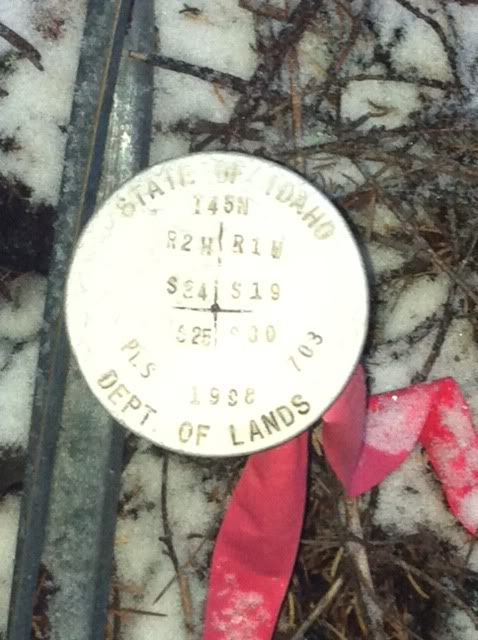 STATE OF IDAHO
T45N
R2W R1W
S24 S19
S25 S30
PLS 703
1998
DEPT. OF LANDS